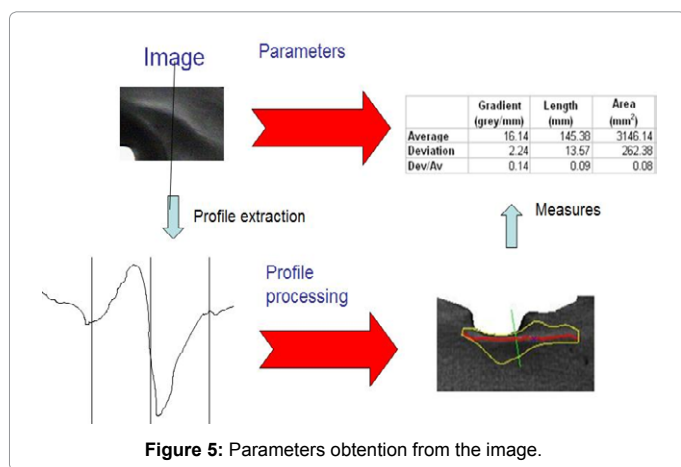 Image
Parameters
Gradient (grey/mm) Length (mm) Area (mm²)
Average 16.14 145.38 3146.14
Deviation 2.24 13.57 262.38
Dev/Av 0.14 0.09 0.08
Profile extraction
Measures
Profile
processing
Figure 5: Parameters obtention from the image.